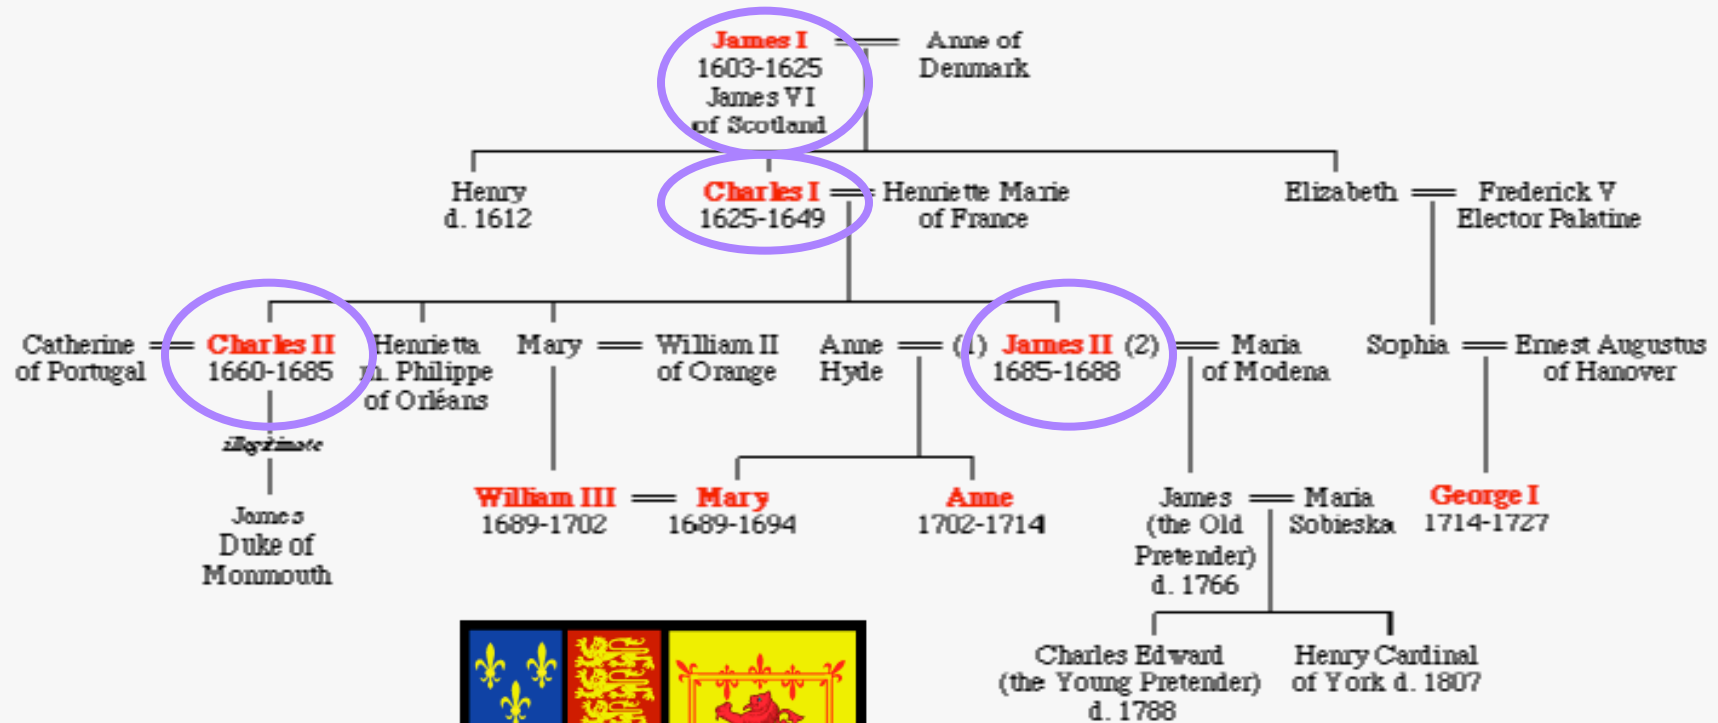 James I
1603-1625
James VI
of Scotland
Anne of
Denmark
Henry
d. 1612
Charles I
1625-1649
Henriette Marie
of France
Elizabeth
Frederick V
Elector Palatine
Catherine
of Portugal
Charles II
1660-1685
Henrietta
m. Philippe
of Orléans
Mary
William II
of Orange
Anne
Hyde
(1) James II (2)
1685-1688
Maria
of Modena
Sophia
Ernest Augustus
of Hanover
illegitimate
James
Duke of
Monmouth
William III
1689-1702
Mary
1689-1694
Anne
1702-1714
James
(the Old
Pretender)
d. 1766
Maria
Sobieska
George I
1714-1727
Charles Edward
(the Young Pretender)
d. 1788
Henry Cardinal
of York d. 1807